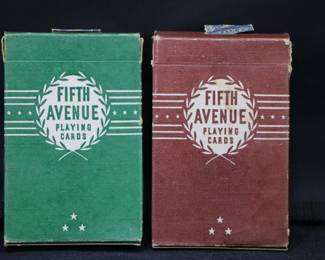 FIFTH
AVENUE
PLAYING
CARDS
FIFTH
AVENUE
PLAYING
CARDS